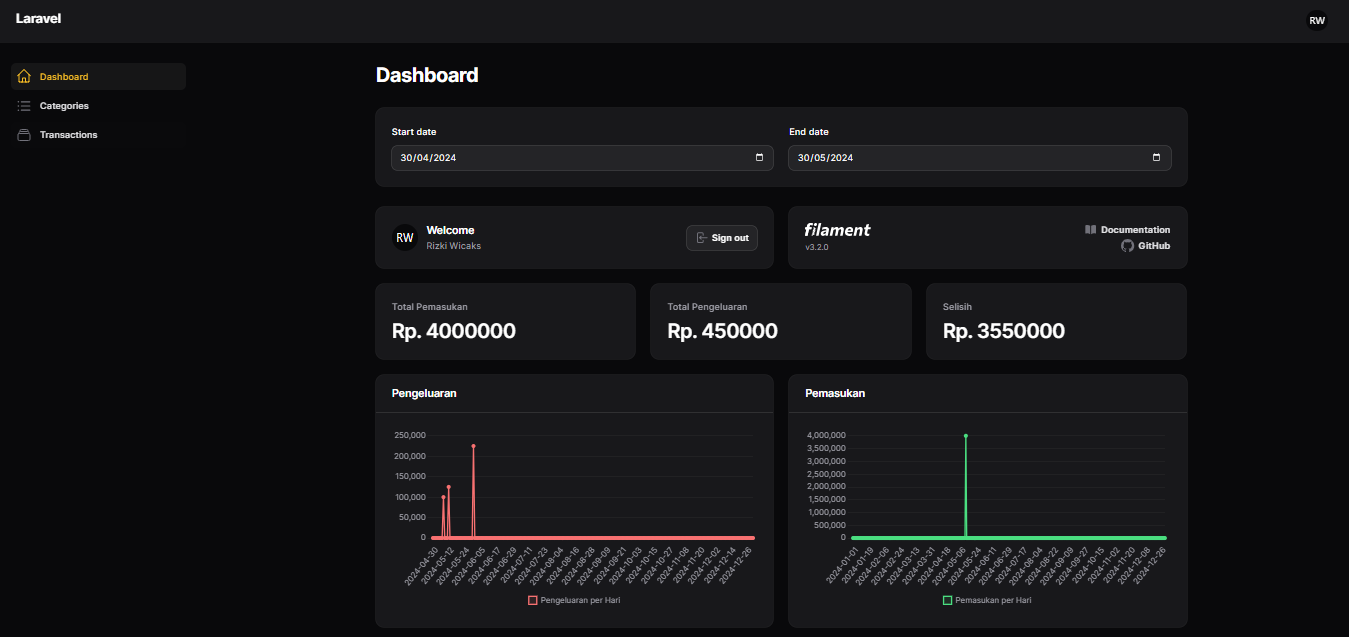 Laravel
RW
Dashboard
Categories
Transactions
Dashboard
Start date
30/04/2024
End date
30/05/2024
RW
Welcome
Rizki Wicaks
Sign out
filament
v3.2.0
Documentation
GitHub
Total Pemasukan
Rp. 4000000
Total Pengeluaran
Rp. 450000
Selisih
Rp. 3550000
Pengeluaran
250,000
200,000
150,000
100,000
50,000
0
2024-04-30
2024-05-12
2024-05-24
2024-06-05
2024-06-17
2024-06-29
2024-07-11
2024-07-23
2024-08-04
2024-08-16
2024-08-28
2024-09-09
2024-09-21
2024-10-03
2024-10-15
2024-10-27
2024-11-08
2024-11-20
2024-12-02
2024-12-14
2024-12-26
Pengeluaran per Hari
Pemasukan
4,000,000
3,500,000
3,000,000
2,500,000
2,000,000
1,500,000
1,000,000
500,000
0
2024-01-01
2024-01-19
2024-02-06
2024-02-24
2024-03-13
2024-03-31
2024-04-18
2024-05-06
2024-05-24
2024-06-11
2024-06-29
2024-07-17
2024-08-04
2024-08-22
2024-09-09
2024-09-27
2024-10-15
2024-11-02
2024-11-20
2024-12-08
2024-12-26
Pemasukan per Hari